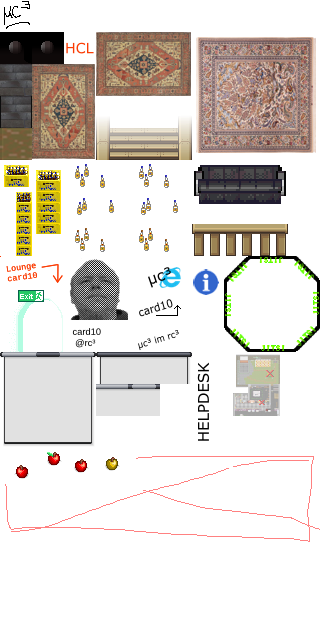 µc³
HCL
Lounge
card10
µc³
card10
Exit
card10
@rc³
µc³ im rc³
HELPDESK